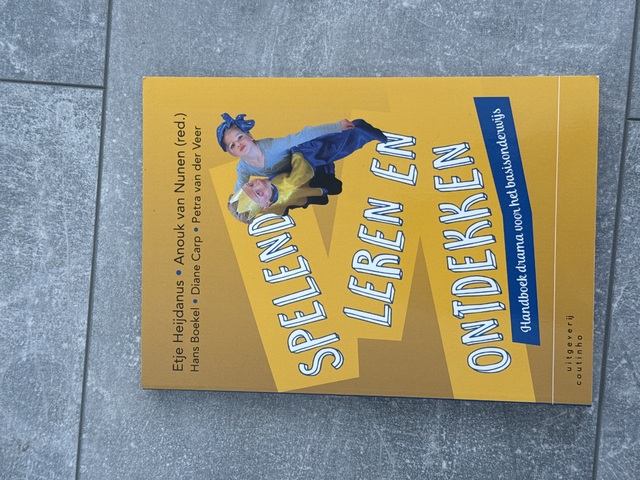 Etje Heijdanus • Anouk van Nunen (red.)
Hans Boekel • Diane Carp • Petra van der Veer
SPELEND
LEREN EN
ONTDEKKEN
Handboek drama voor het basisonderwijs
uitgeverij
coutinho